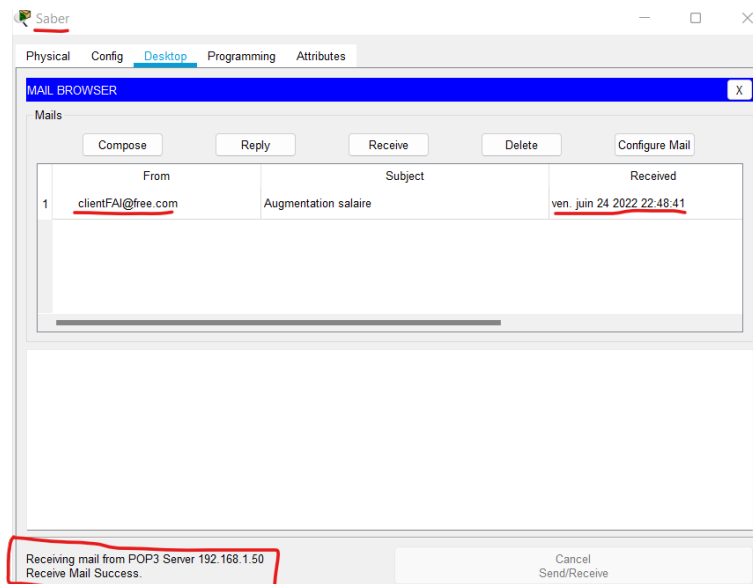 Saber
Physical Config Desktop Programming Attributes
MAIL BROWSER X
Mails
Compose Reply Receive Delete Configure Mail
From Subject Received
1 clientFAI@free.com Augmentation salaire ven. juin 24 2022 22:48:41
Receiving mail from POP3 Server 192.168.1.50
Receive Mail Success.
Cancel
Send/Receive